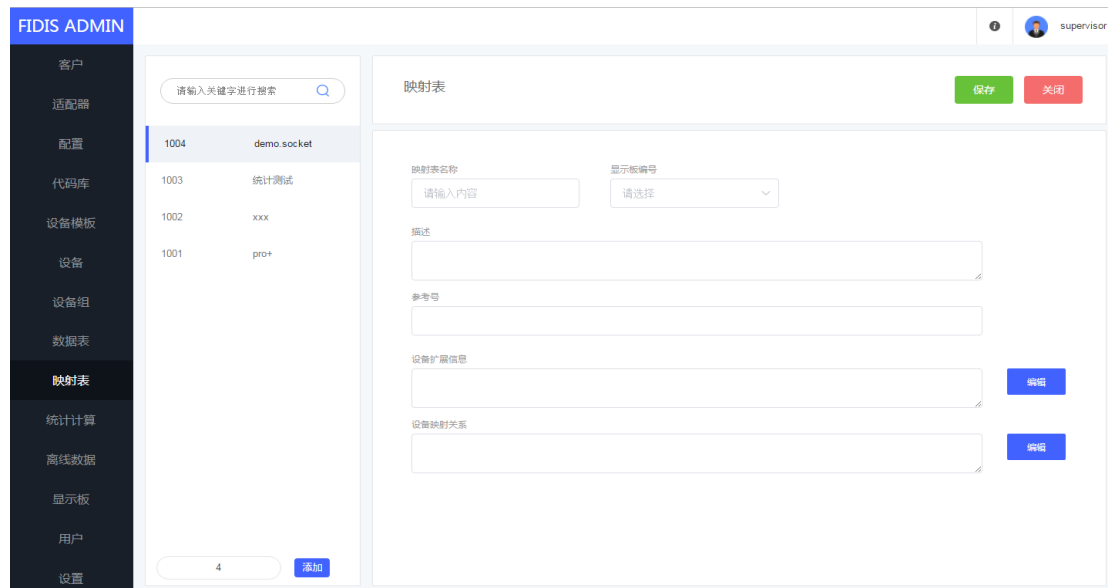 FIDIS ADMIN
supervisor
客户
适配器
配置
代码库
设备模板
设备
设备组
数据表
映射表
统计计算
离线数据
显示板
用户
设置
请输入关键字进行搜索
1004 demo.socket
1003 统计测试
1002 xxx
1001 pro+
4 添加
映射表
保存 关闭
映射表名称 显示板编号
请输入内容 请选择
描述
参考号
设备扩展信息
编辑
设备映射关系
编辑